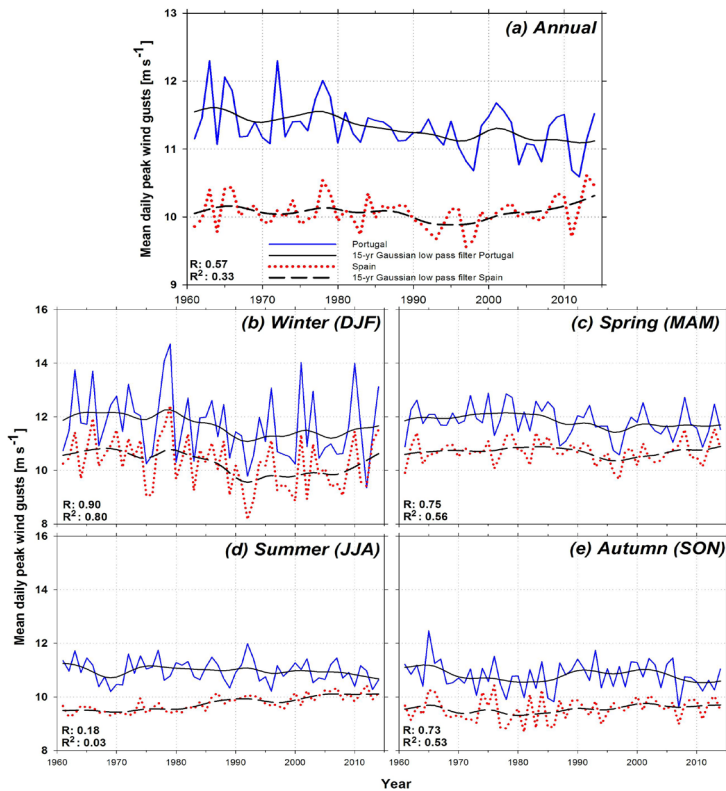 13
(a) Annual
12
11
10
9
Mean daily peak wind gusts [m s-1]
Portugal
15-yr Gaussian low pass filter Portugal
Spain
15-yr Gaussian low pass filter Spain
R: 0.57
R2: 0.33
1960 1970 1980 1990 2000 2010
16
(b) Winter (DJF)
(c) Spring (MAM)
14
12
10
8
R: 0.90
R2: 0.80
R: 0.75
R2: 0.56
Mean daily peak wind gusts [m s-1]
16
(d) Summer (JJA)
(e) Autumn (SON)
14
12
10
8
R: 0.18
R2: 0.03
R: 0.73
R2: 0.53
1960 1970 1980 1990 2000 2010 1960 1970 1980 1990 2000 2010
Year